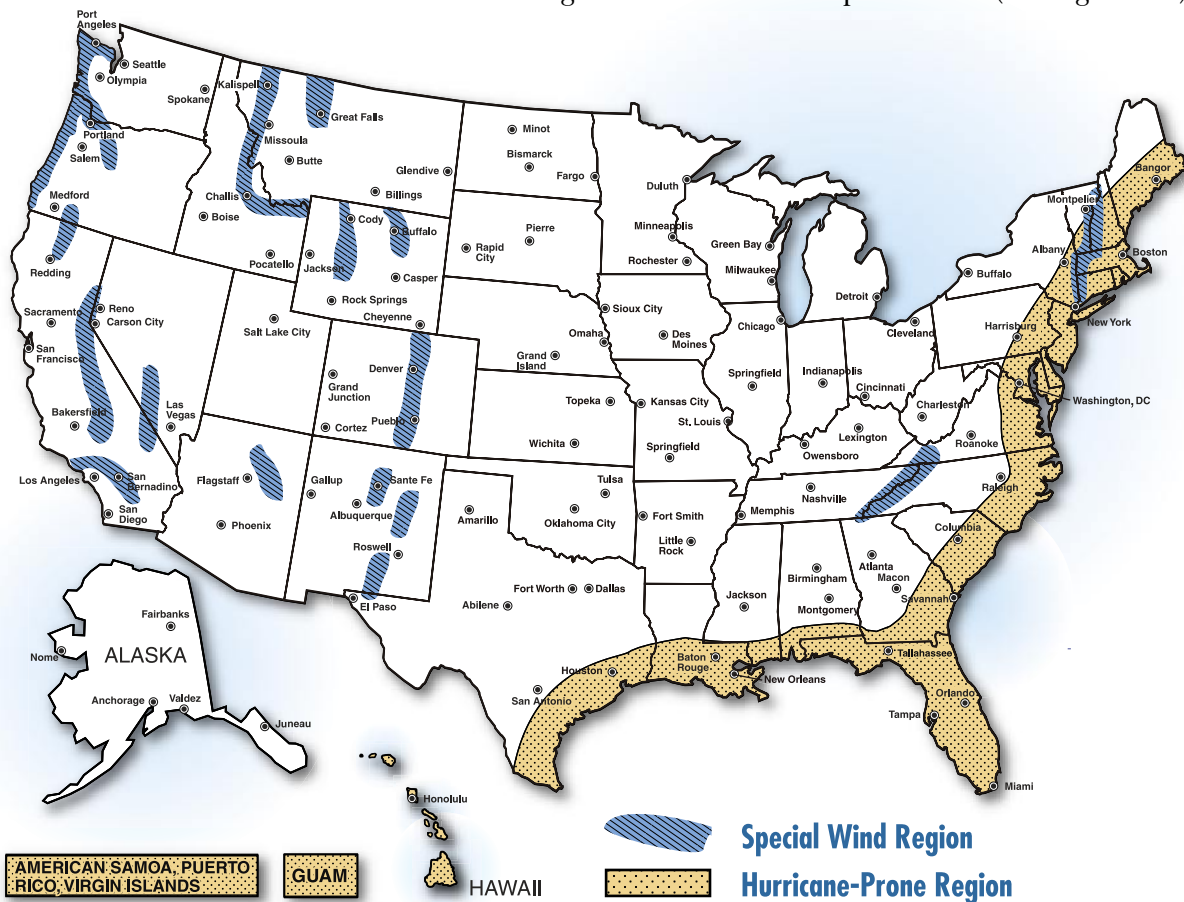 Port
Angeles
Seattle
Olympia
Spokane
Kalispell
Great Falls
Missoula
Portland
Salem
Butte
Glendive
Billings
Medford
Challis
Boise
Minot
Bismarck
Fargo
Duluth
Bangor
Montpelier
Cody
Buffalo
Pierre
Rapid
City
Minneapolis
Rochester
Green Bay
Milwaukee
Albany
Boston
Buffalo
Redding
Pocatello
Jackson
Casper
Rock Springs
Cheyenne
Sioux City
Des
Moines
Omaha
Grand
Island
Chicago
Detroit
Cleveland
Harrisburg
New York
Reno
Carson City
Sacramento
San
Francisco
Salt Lake City
Denver
Grand
Junction
Pueblo
Cortez
Topeka
Kansas City
Wichita
Springfield
St. Louis
Springfield
Indianapolis
Cincinnati
Charleston
Lexington
Owensboro
Washington, DC
Roanoke
Bakersfield
Las
Vegas
Los Angeles
San
Bernadino
San
Diego
Flagstaff
Phoenix
Gallup
Sante Fe
Albuquerque
Roswell
El Paso
Amarillo
Tulsa
Oklahoma City
Fort Smith
Little
Rock
Nashville
Memphis
Raleigh
Columbia
Atlanta
Macon
Savannah
Birmingham
Montgomery
Jackson
Fort Worth
Dallas
Abilene
Houston
San Antonio
Baton
Rouge
New Orleans
Tallahassee
Orlando
Tampa
Miami
Fairbanks
Nome
ALASKA
Anchorage
Valdez
Juneau
Honolulu
HAWAII
AMERICAN SAMOA, PUERTO
RICO, VIRGIN ISLANDS
GUAM
Special Wind Region
Hurricane-Prone Region